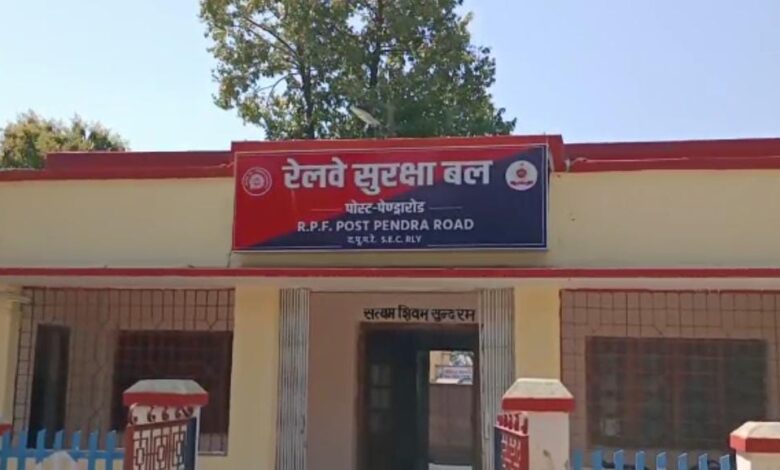 रेलवे सुरक्षा बल
पोस्ट-पेण्ड्रारोड
R.P.F. POST PENDRA ROAD
द.पू.म.रे. S.E.C. RLY
सत्यम शिवम सुन्दरम